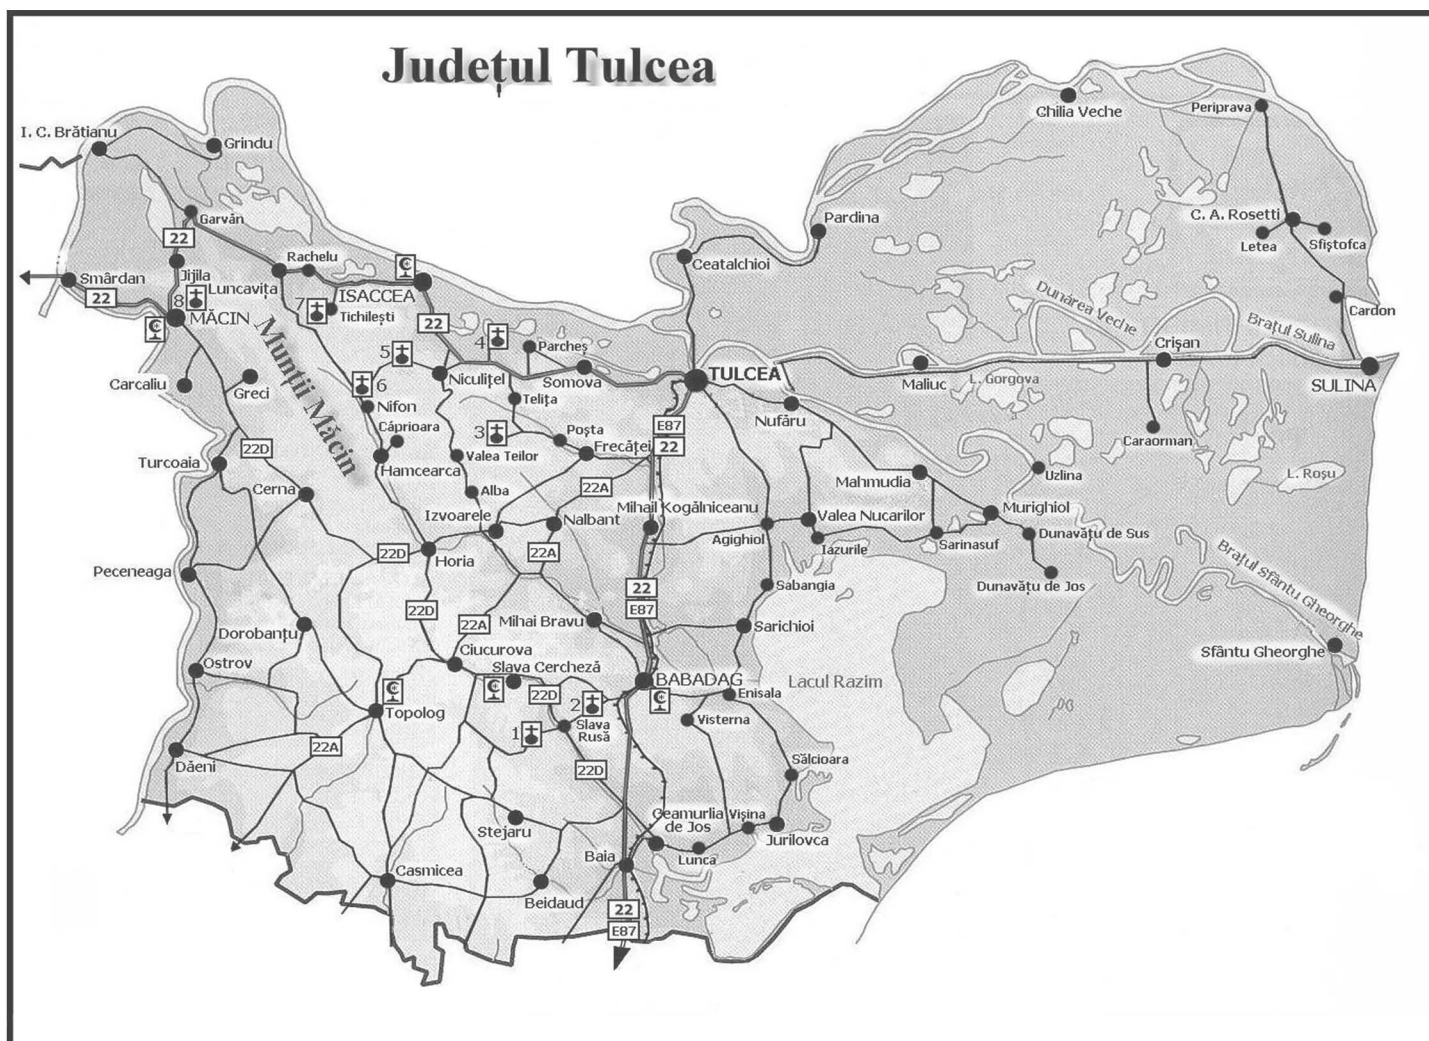 Județul Tulcea
I. C. Brătianu
Grindu
Chilia Veche
Periprava
Garvăn
22
Pardina
C. A. Rosetti
Letea
Sfiștofca
Smârdan
22
Jijila
Rachelu
Luncavița
ISACCEA
Ceatalchioi
8
MĂCIN
7
Tichilești
22
Dunărea
Veche
Brațul Sulina
Cardon
Munții Măcin
4
Parcheș
5
6
Niculițel
Somova
TULCEA
Crișan
Maliuc
L. Gorgova
SULINA
Carcaliu
Greci
Nifon
Telița
Nufăru
Căprioara
3
Poșta
Frecăței
E87
22
Caraorman
22D
Turcoaia
Hamcearca
Valea Teilor
Mahmudia
Uzlina
L. Roșu
Cerna
Alba
22A
Izvoarele
Nalbant
Mihail Kogălniceanu
Valea Nucarilor
Murighiol
Agighiol
Iazurile
Sarinasuf
Dunavățu de Sus
22D
Horia
22A
Peceneaga
22
E87
Sabangia
Dunavățu de Jos
Brațul Sfântu Gheorghe
22D
22A
Mihai Bravu
Dorobanțu
Sarichioi
Ciucurova
Sfântu Gheorghe
Ostrov
Slava Cercheză
22D
BABADAG
Lacul Razim
Enisala
Topolog
2
1
Slava
Rusă
Visterna
22A
Dăeni
22D
Sălcioara
Stejaru
Ceamurlia
de Jos
Vișina
Jurilovca
Baia
Lunca
Casmicea
Beidaud
22
E87